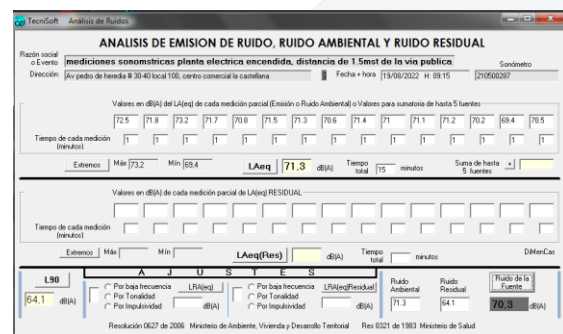 TecniSoft Análisis de Ruidos
ANALISIS DE EMISION DE RUIDO, RUIDO AMBIENTAL Y RUIDO RESIDUAL
Razón social o Evento mediciones sonomstricas planta electrica encendida, distancia de 1.5mst de la via publica
Sonómetro
Dirección: Av pedro de heredia # 30-40 local 100, centro comercial la castellana Fecha + hora 19/08/2022 H: 09:15 210500287
Valores en dB(A) del LA(eq) de cada medición parcial (Emisión o Ruido Ambiental) o Valores para sumatoria de hasta 5 fuentes
72.5 71.8 73.2 71.7 70.8 71.5 71.3 70.6 71.4 71 71.1 71.2 70.2 69.4 70.5
Tiempo de cada medición (minutos) 1 1 1 1 1 1 1 1 1 1 1 1 1 1 1
Extremos Máx 73,2 Mín 69,4 LAeq 71,3 dB(A) Tiempo total 15 minutos Suma de hasta 5 fuentes +
Valores en dB(A) de cada medición parcial de LA(eq) RESIDUAL
Tiempo de cada medición (minutos)
Extremos Máx Mín LAeq(Res) dB(A) Tiempo total minutos DiMenCas
A J U S T E S
L90 Por baja frecuencia LRA(eq) Por baja frecuencia LRA(eq)Residual Ruido Ambiental Ruido Residual Ruido de la Fuente
Por Tonalidad Por Tonalidad
64,1 dB(A) Por Impulsividad dB(A) Por Impulsividad dB(A) 71.3 64.1 70,3 dB(A)
Resolución 0627 de 2006 Ministerio de Ambiente, Vivienda y Desarrollo Territorial Res 8321 de 1983 Ministerio de Salud